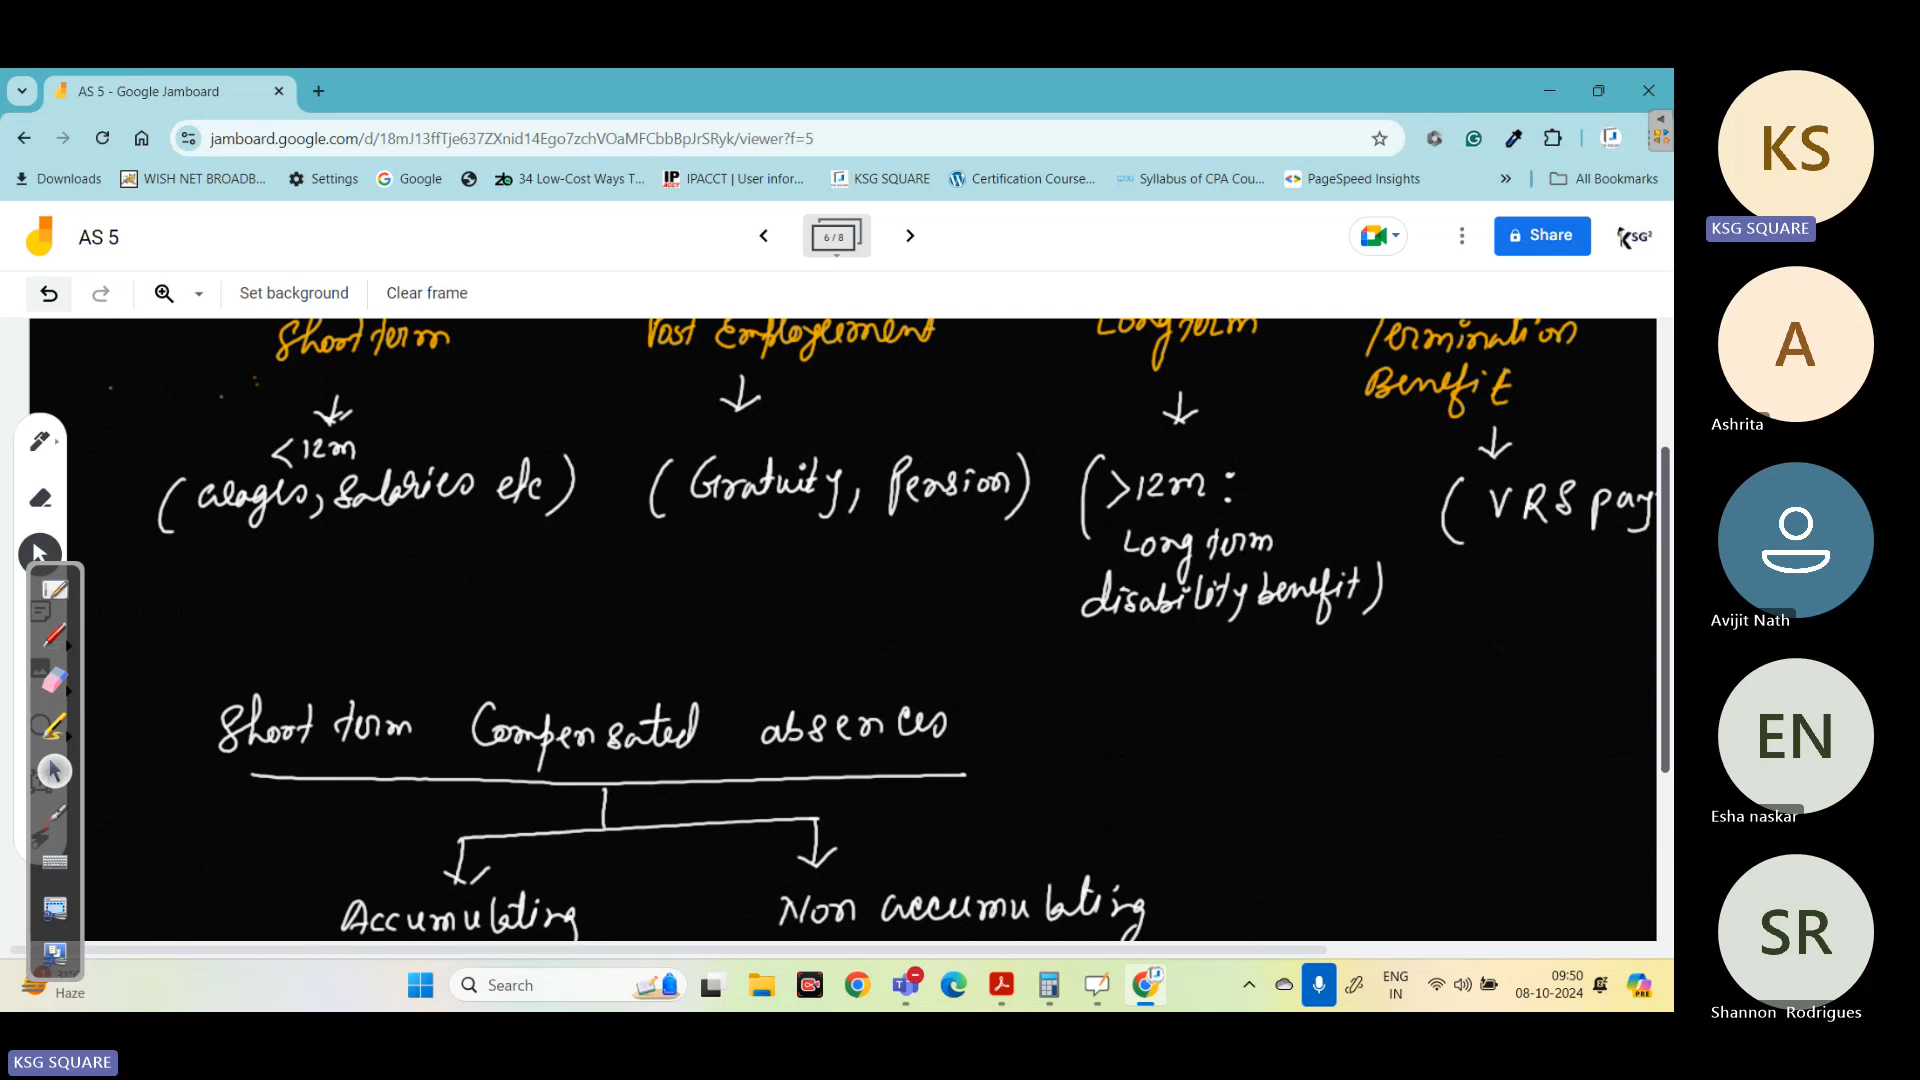 AS 5 - Google Jamboard
jamboard.google.com/d/18mJ13ffTje637ZXnid14Ego7zchVOaMFCbbBpJrSRyk/viewer?f=5
Downloads WISH NET BROADB... Settings Google 34 Low-Cost Ways T... IPACCT | User infor... KSG SQUARE Certification Course... Syllabus of CPA Cou... PageSpeed Insights » All Bookmarks
AS 5 6 / 8 Share KSG²
Set background Clear frame
Short term Post Employement Long term Termination
Benefit
<12m
(Wages, Salaries etc) (Gratuity, Pension) (>12m: (VRS pay
Long term
disability benefit)
Short term Compensated absences
Accumulating Non accumulating
31°C
Haze
Search
ENG
IN
09:50
08-10-2024
PRE
KS
KSG SQUARE
A
Ashrita
Avijit Nath
EN
Esha naskar
SR
Shannon Rodrigues
KSG SQUARE